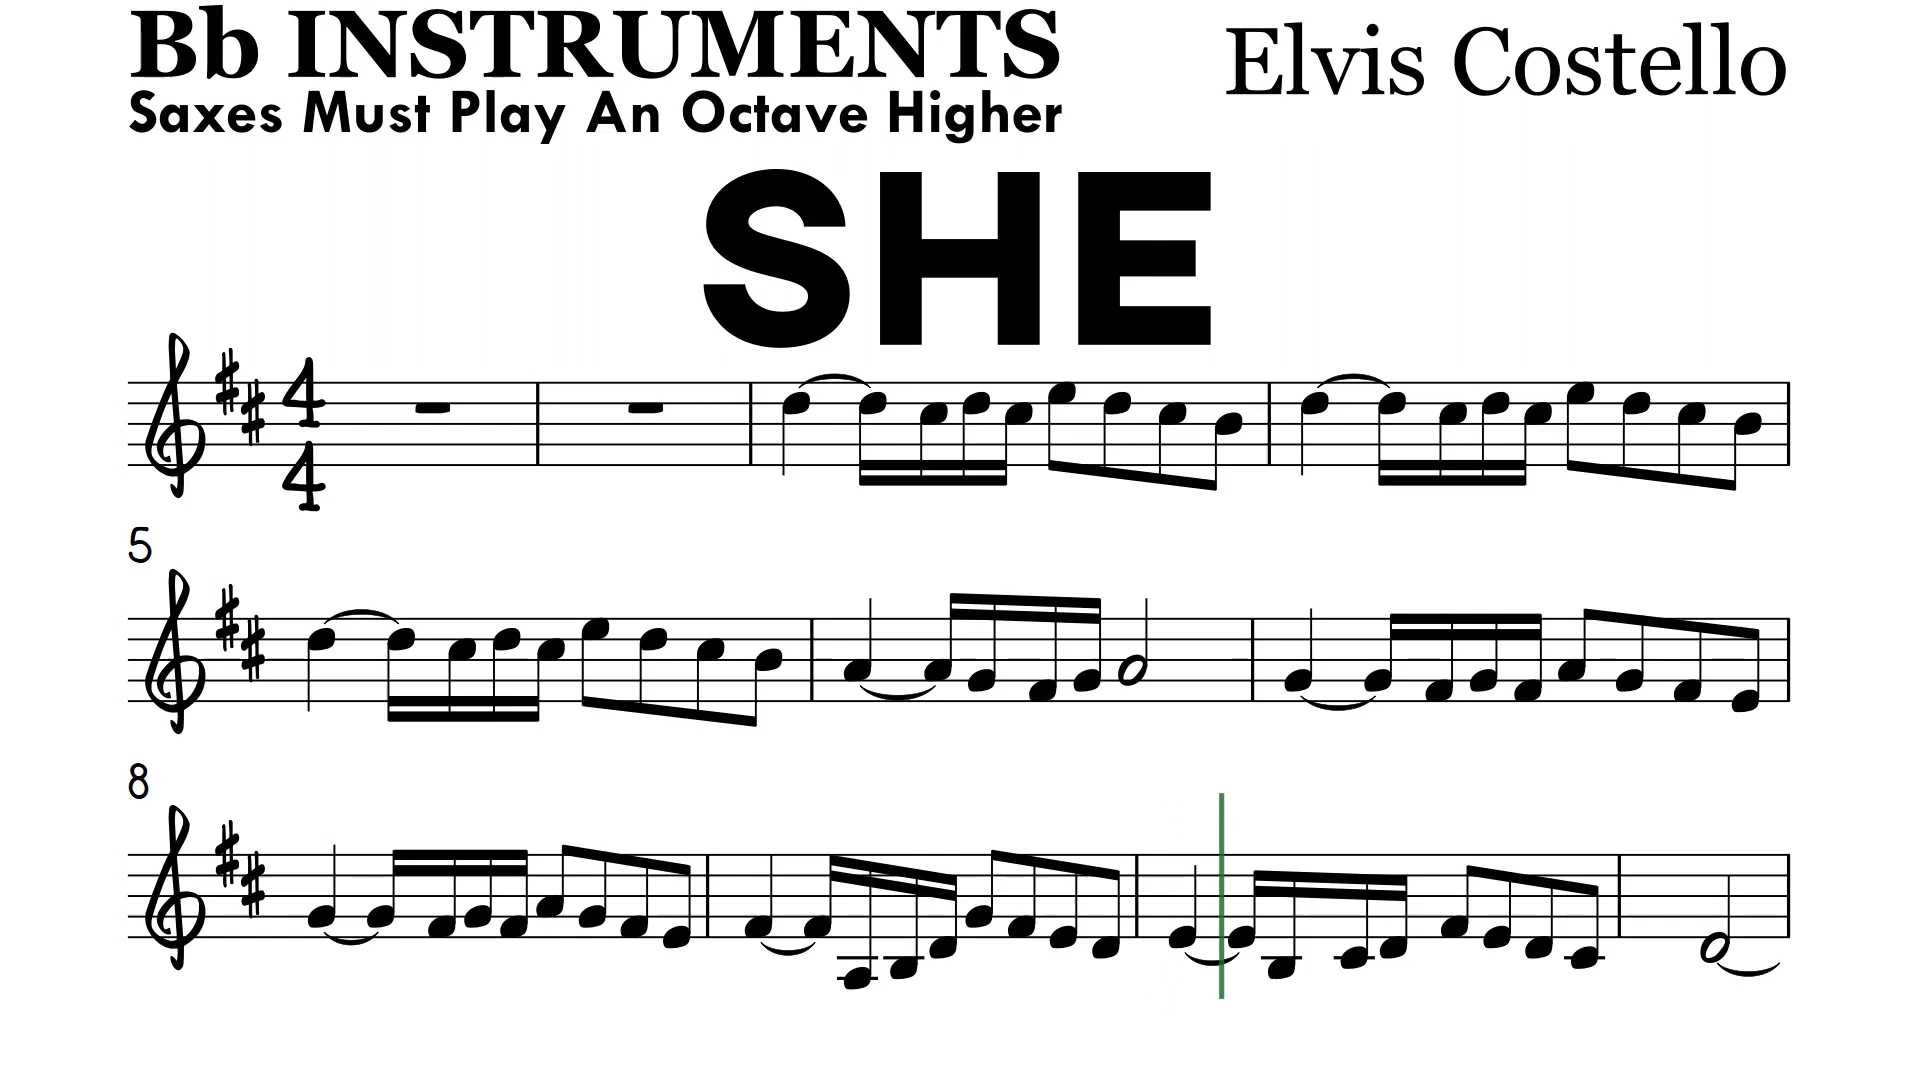 Bb INSTRUMENTS
Saxes Must Play An Octave Higher
Elvis Costello
SHE
4
4
5
8